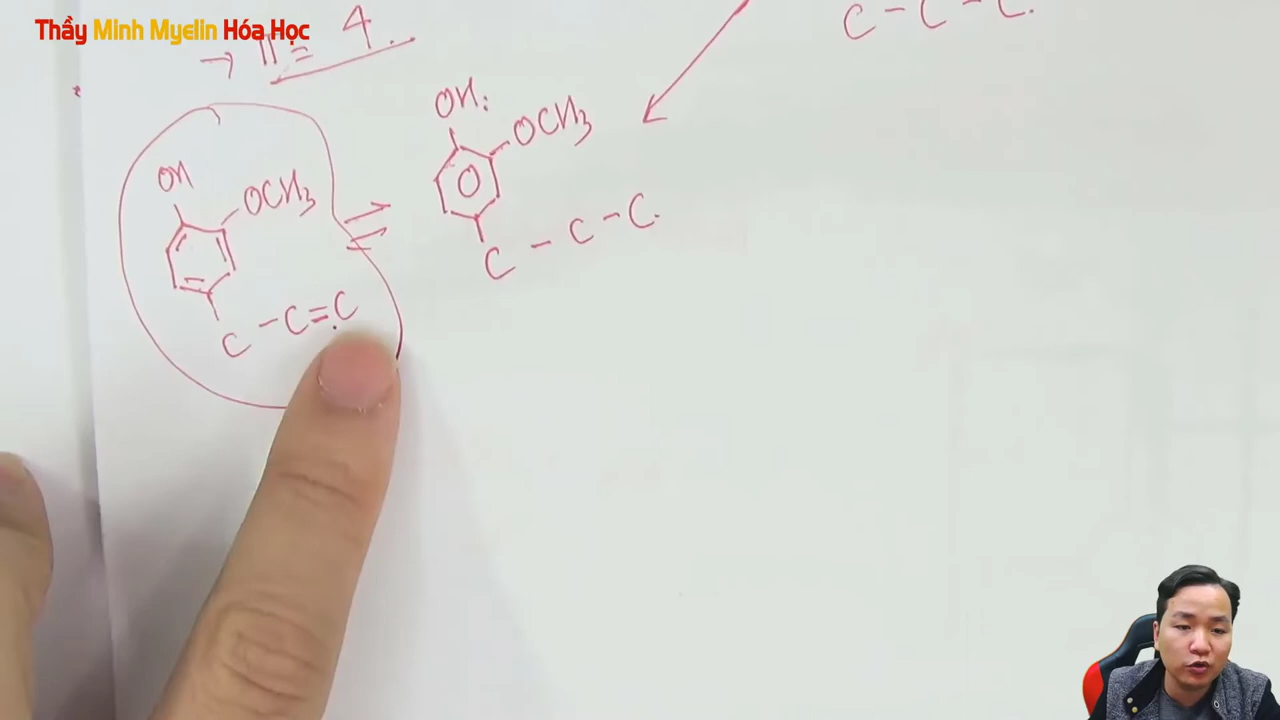 Thầy Minh Myelin Hóa Học
→ π = 4.
C - C - C.
OH:
OCH3
C - C - C.
OH
OCH3
C - C = C